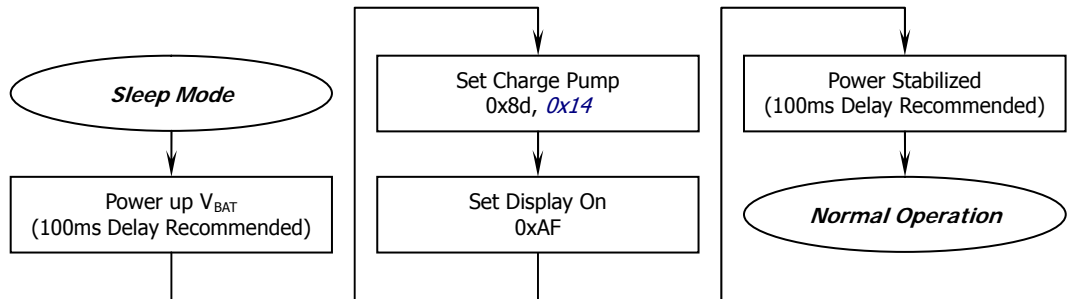 Sleep Mode
Power up VBAT
(100ms Delay Recommended)
Set Charge Pump
0x8d, 0x14
Set Display On
0xAF
Power Stabilized
(100ms Delay Recommended)
Normal Operation